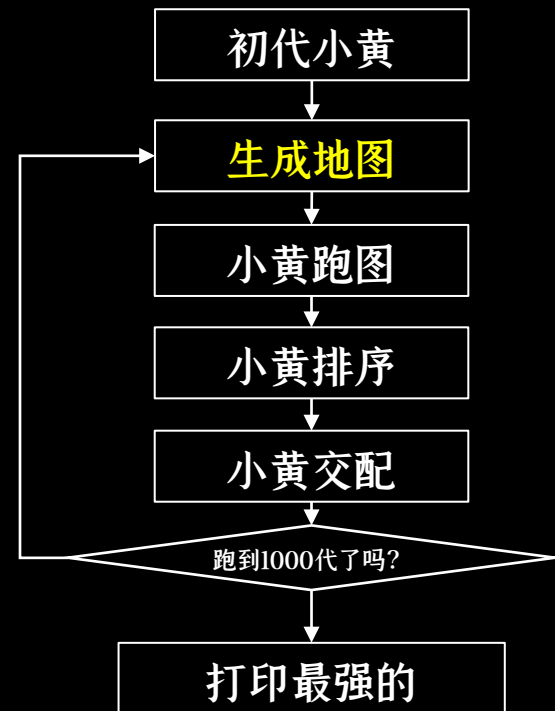 初代小黄
生成地图
小黄跑图
小黄排序
小黄交配
跑到1000代了吗?
打印最强的